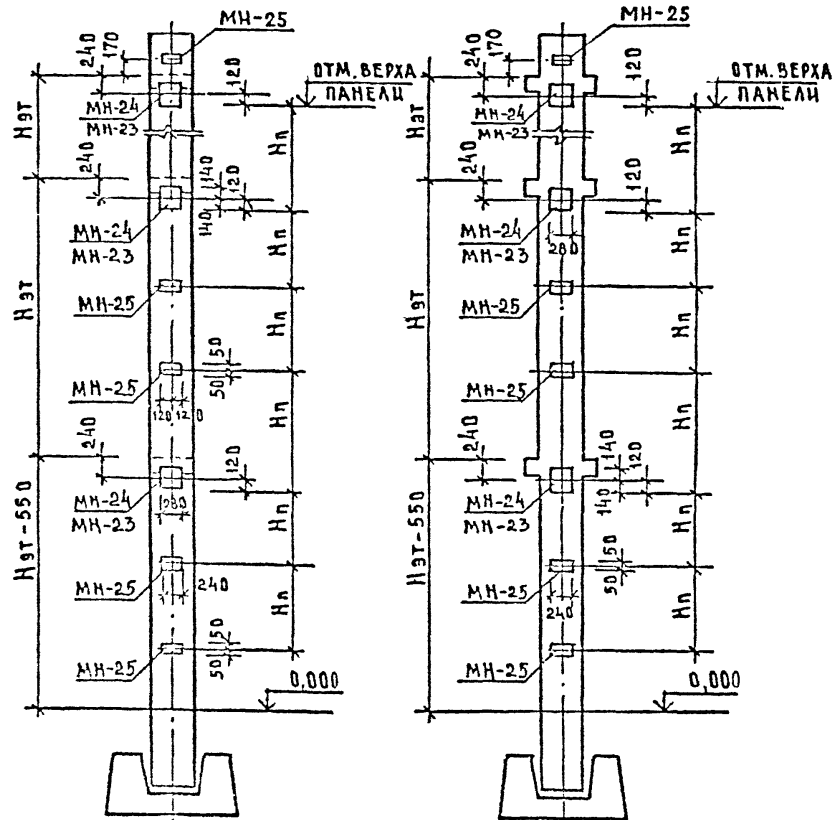 МН-25
240
170
120
ОТМ. ВЕРХА
ПАНЕЛИ
МН-24
МН-23
Нэт
Нп
240
140
120
140
МН-24
МН-23
Нп
МН-25
Нэт
Нп
МН-25
50
50
120 120
Нп
240
120
МН-24
МН-23
280
Нп
Нэт-550
МН-25
240
Нп
МН-25
50
50
0,000
МН-25
240
170
120
ОТМ. ВЕРХА
ПАНЕЛИ
МН-24
МН-23
Нэт
Нп
240
120
МН-24
МН-23
280
Нп
МН-25
Нэт
Нп
МН-25
Нп
240
140
120
140
МН-24
МН-23
Нп
Нэт-550
МН-25
50
50
240
Нп
МН-25
0,000